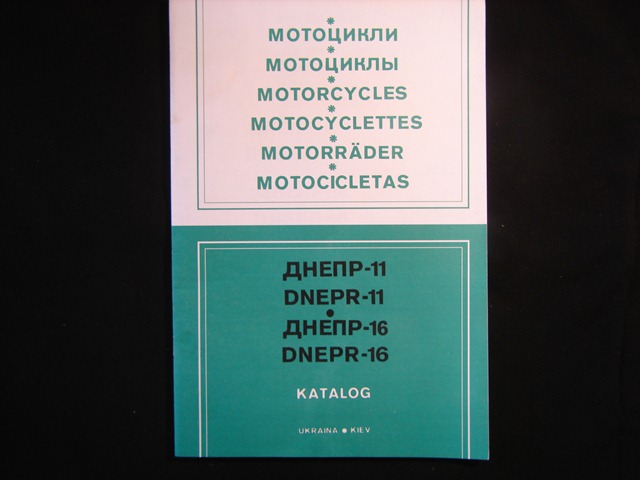 МОТОЦИКЛИ
МОТОЦИКЛЫ
MOTORCYCLES
MOTOCYCLETTES
MOTORRÄDER
MOTOCICLETAS
ДНЕПР-11
DNEPR-11
ДНЕПР-16
DNEPR-16
KATALOG
UKRAINA ● KIEV